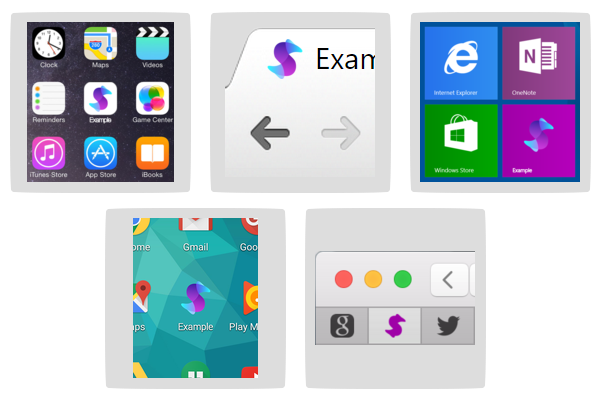 Clock Maps Videos
Reminders Example Game Center
iTunes Store App Store iBooks
Exam
Internet Explorer OneNote
N
Windows Store Example
ome Gmail Goo
aps Example Play M
g